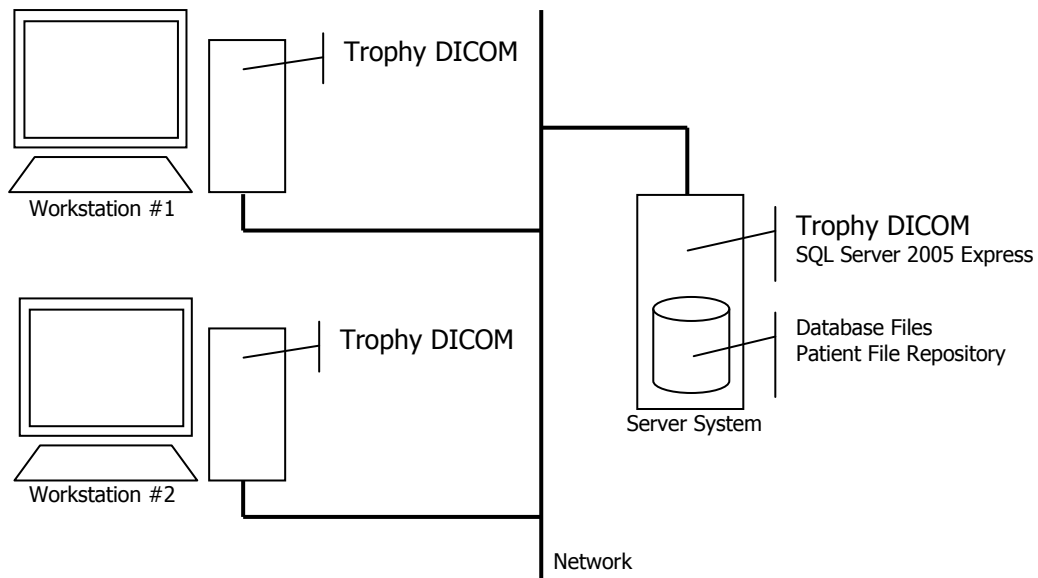 Trophy DICOM
Workstation #1
Trophy DICOM
SQL Server 2005 Express
Database Files
Patient File Repository
Server System
Trophy DICOM
Workstation #2
Network